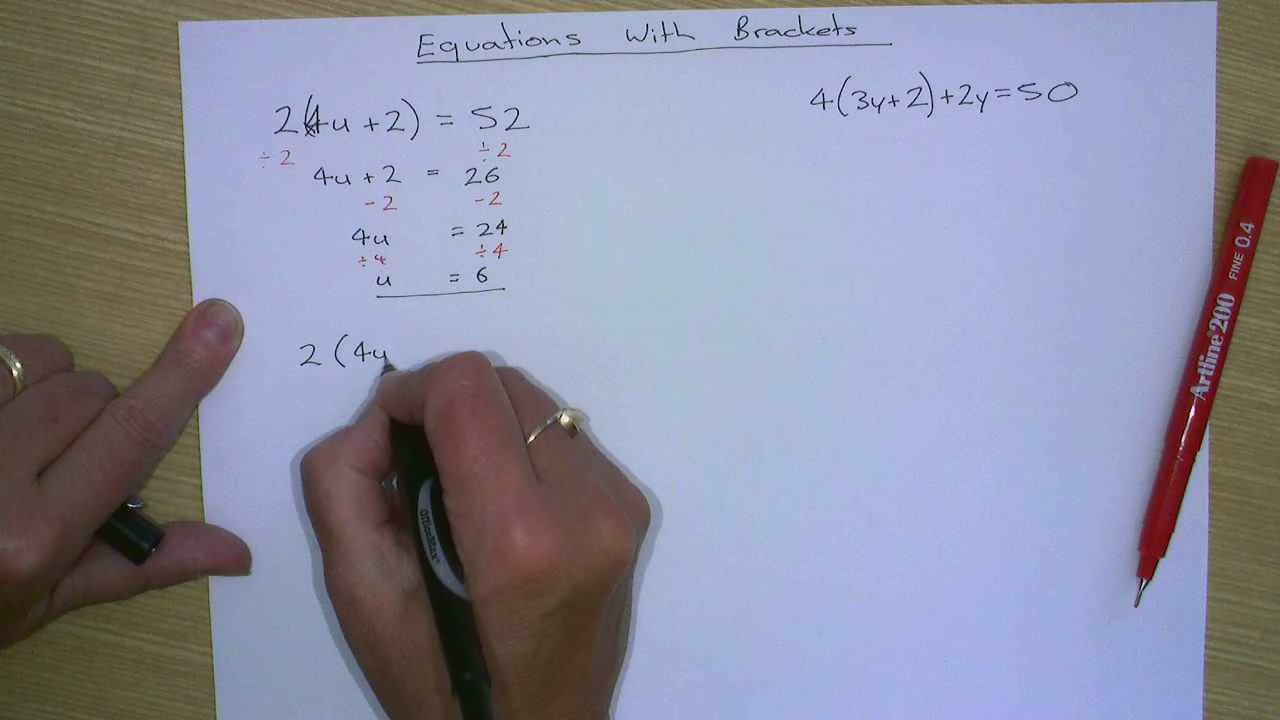 Equations With Brackets
2(4u + 2) = 52
÷2 ÷2
4u + 2 = 26
-2 -2
4u = 24
÷4 ÷4
u = 6
2 (4u
4(3y+2)+2y=50
Artline 200 FINE 0.4
OfficeMax